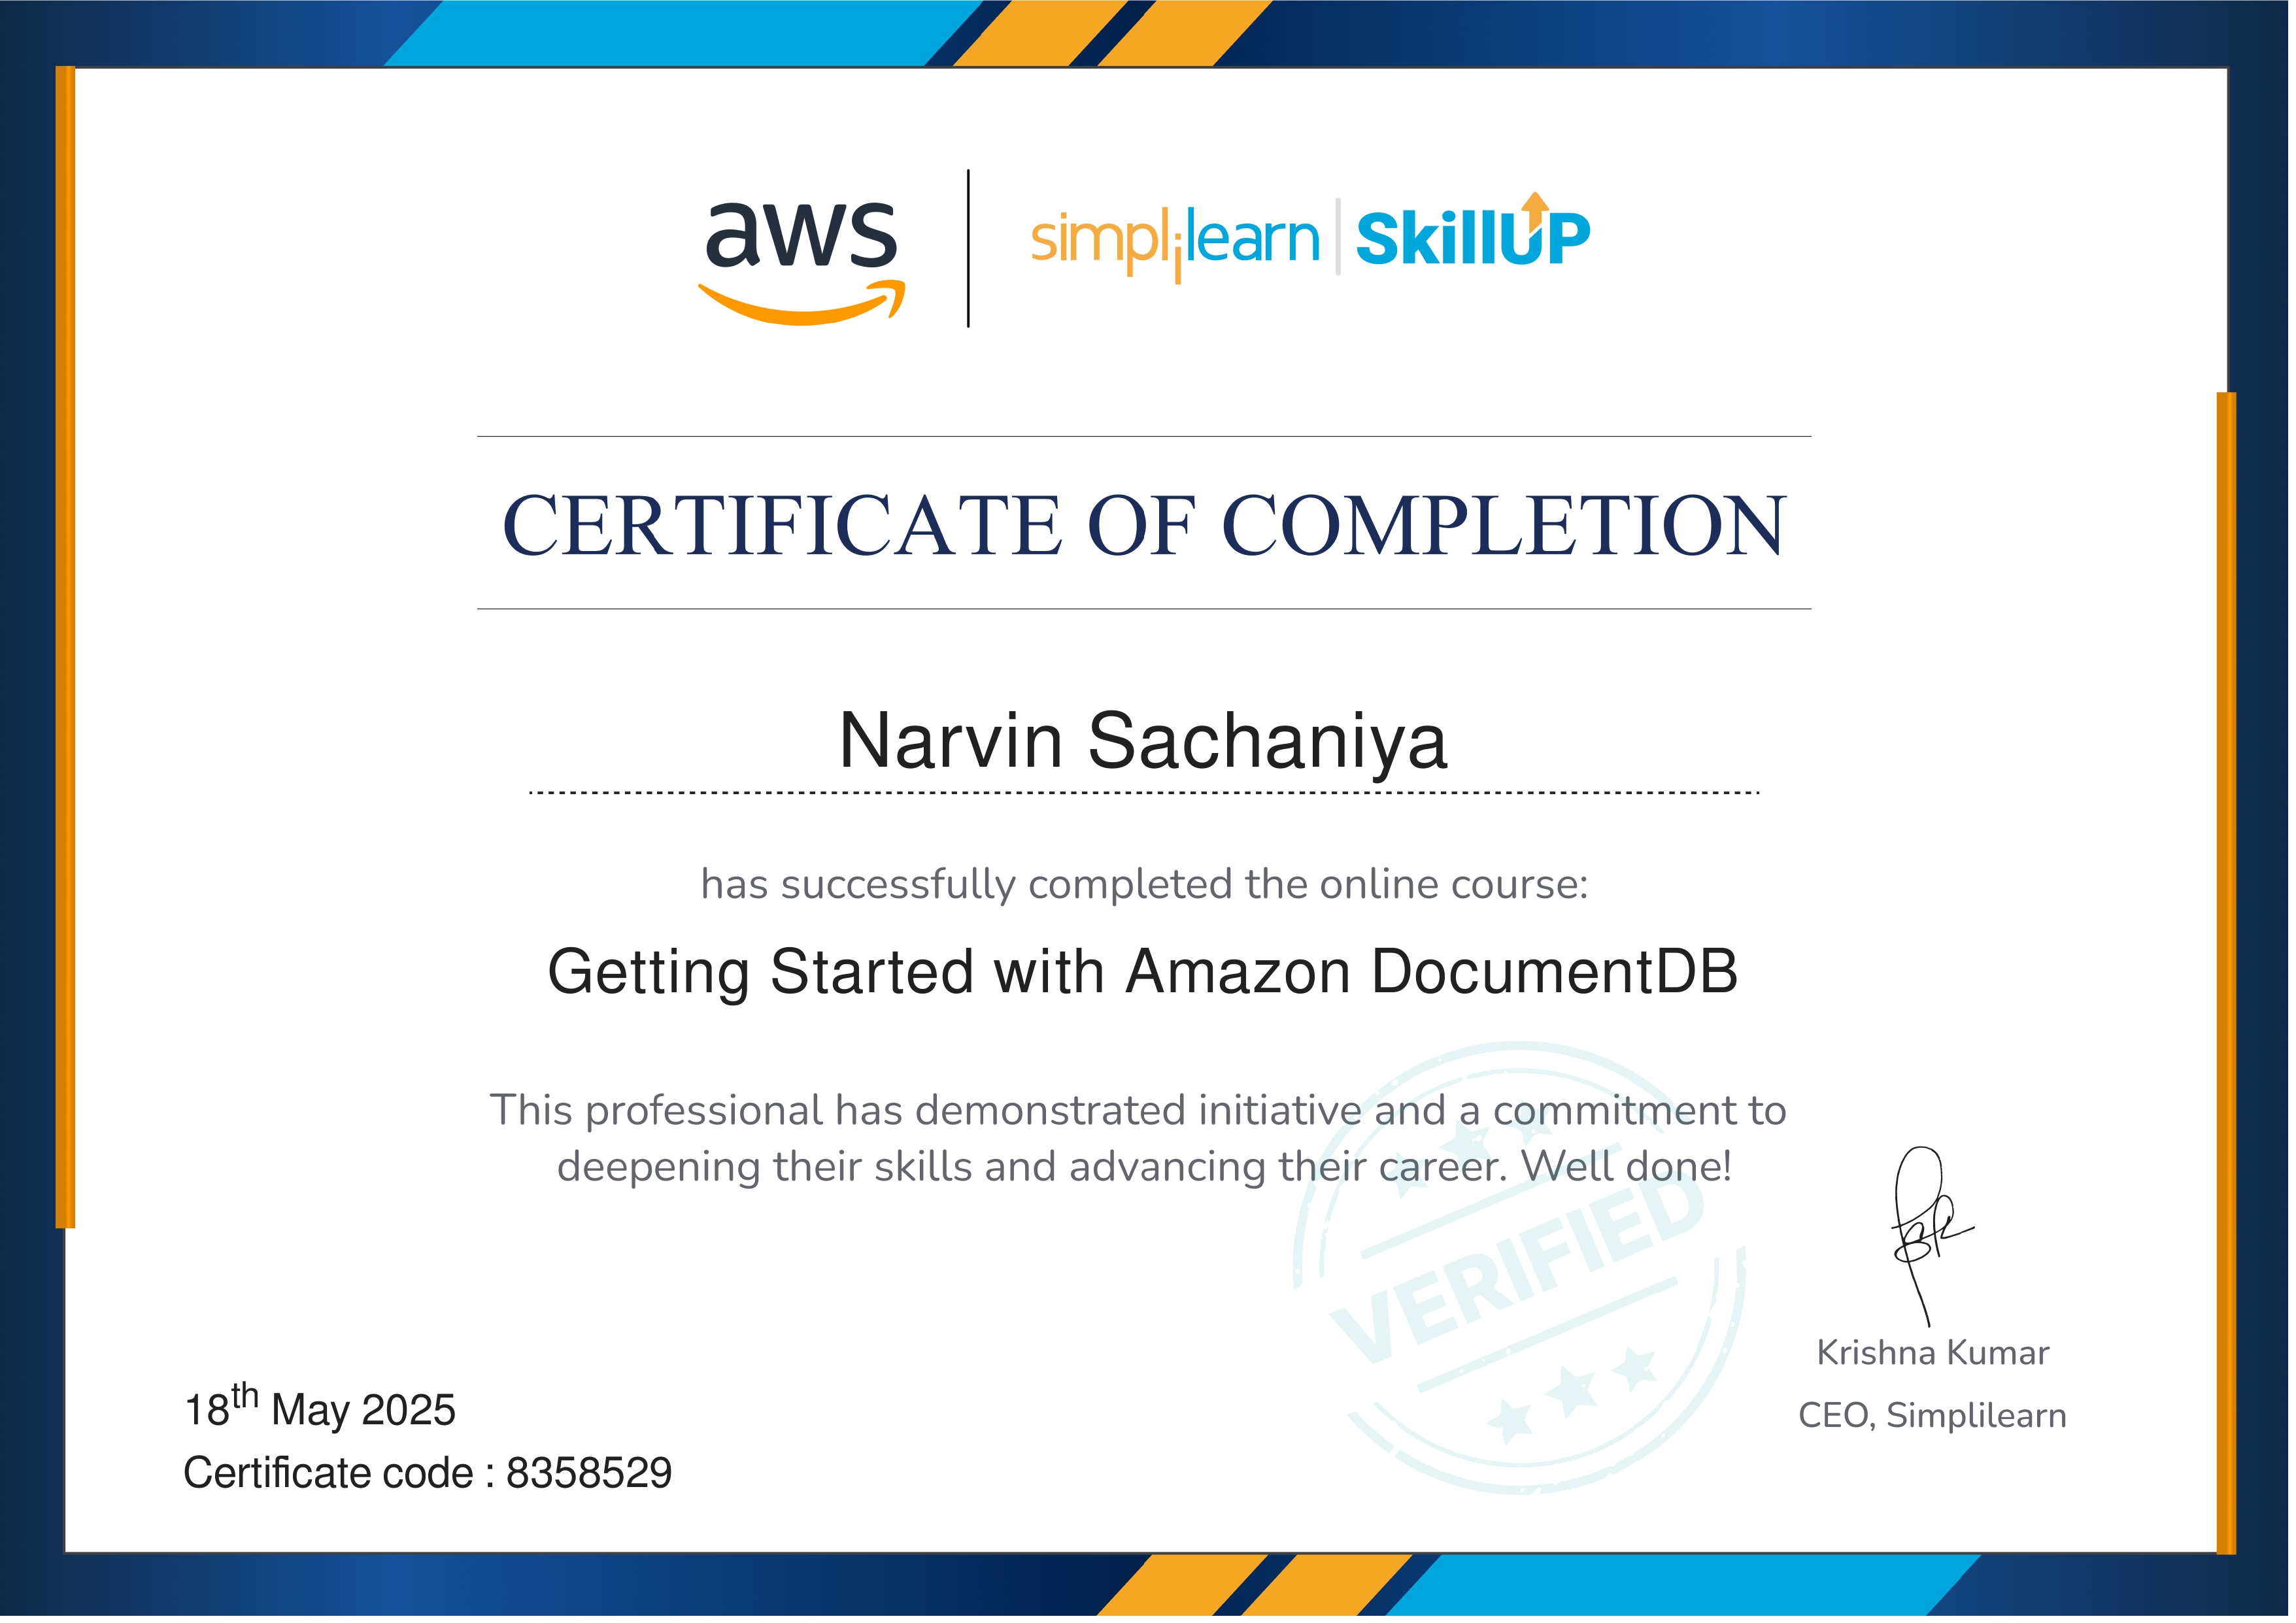 aws
simplilearn | SkillUP
CERTIFICATE OF COMPLETION
Narvin Sachaniya
has successfully completed the online course:
Getting Started with Amazon DocumentDB
This professional has demonstrated initiative and a commitment to
deepening their skills and advancing their career. Well done!
VERIFIED
Krishna Kumar
CEO, Simplilearn
18th May 2025
Certificate code : 8358529